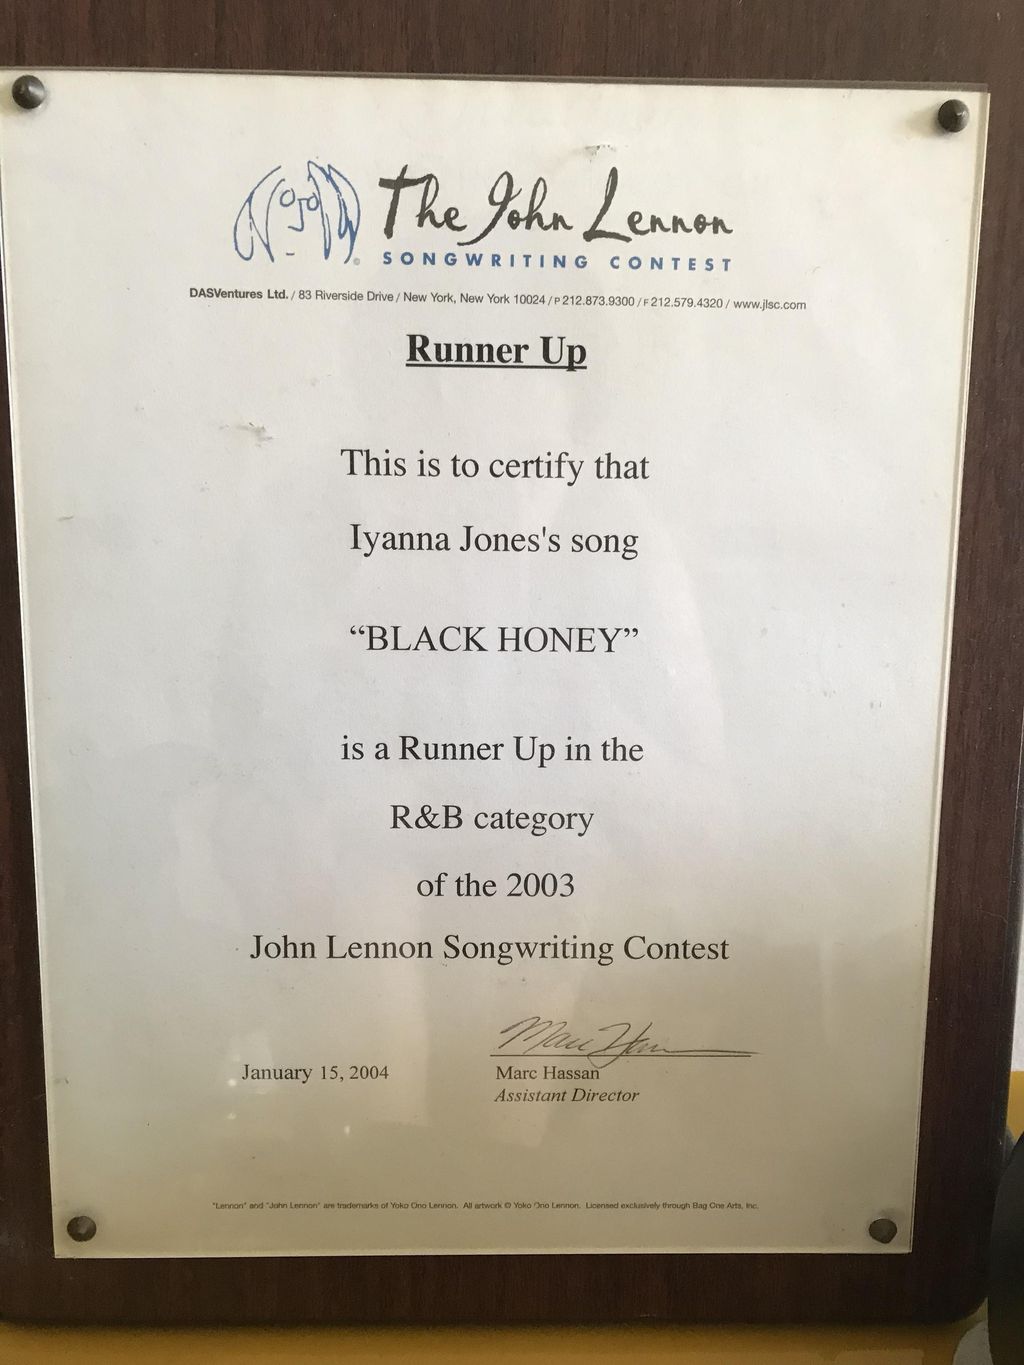 The John Lennon
SONGWRITING CONTEST
DASVentures Ltd. / 83 Riverside Drive / New York, New York 10024 / P 212.873.9300 / F 212.579.4320 / www.jlsc.com
Runner Up
This is to certify that
Iyanna Jones's song
“BLACK HONEY”
is a Runner Up in the
R&B category
of the 2003
John Lennon Songwriting Contest
Marc Hassan
January 15, 2004 Marc Hassan
Assistant Director
"Lennon" and "John Lennon" are trademarks of Yoko Ono Lennon. All artwork © Yoko Ono Lennon. Licensed exclusively through Bag One Arts, Inc.